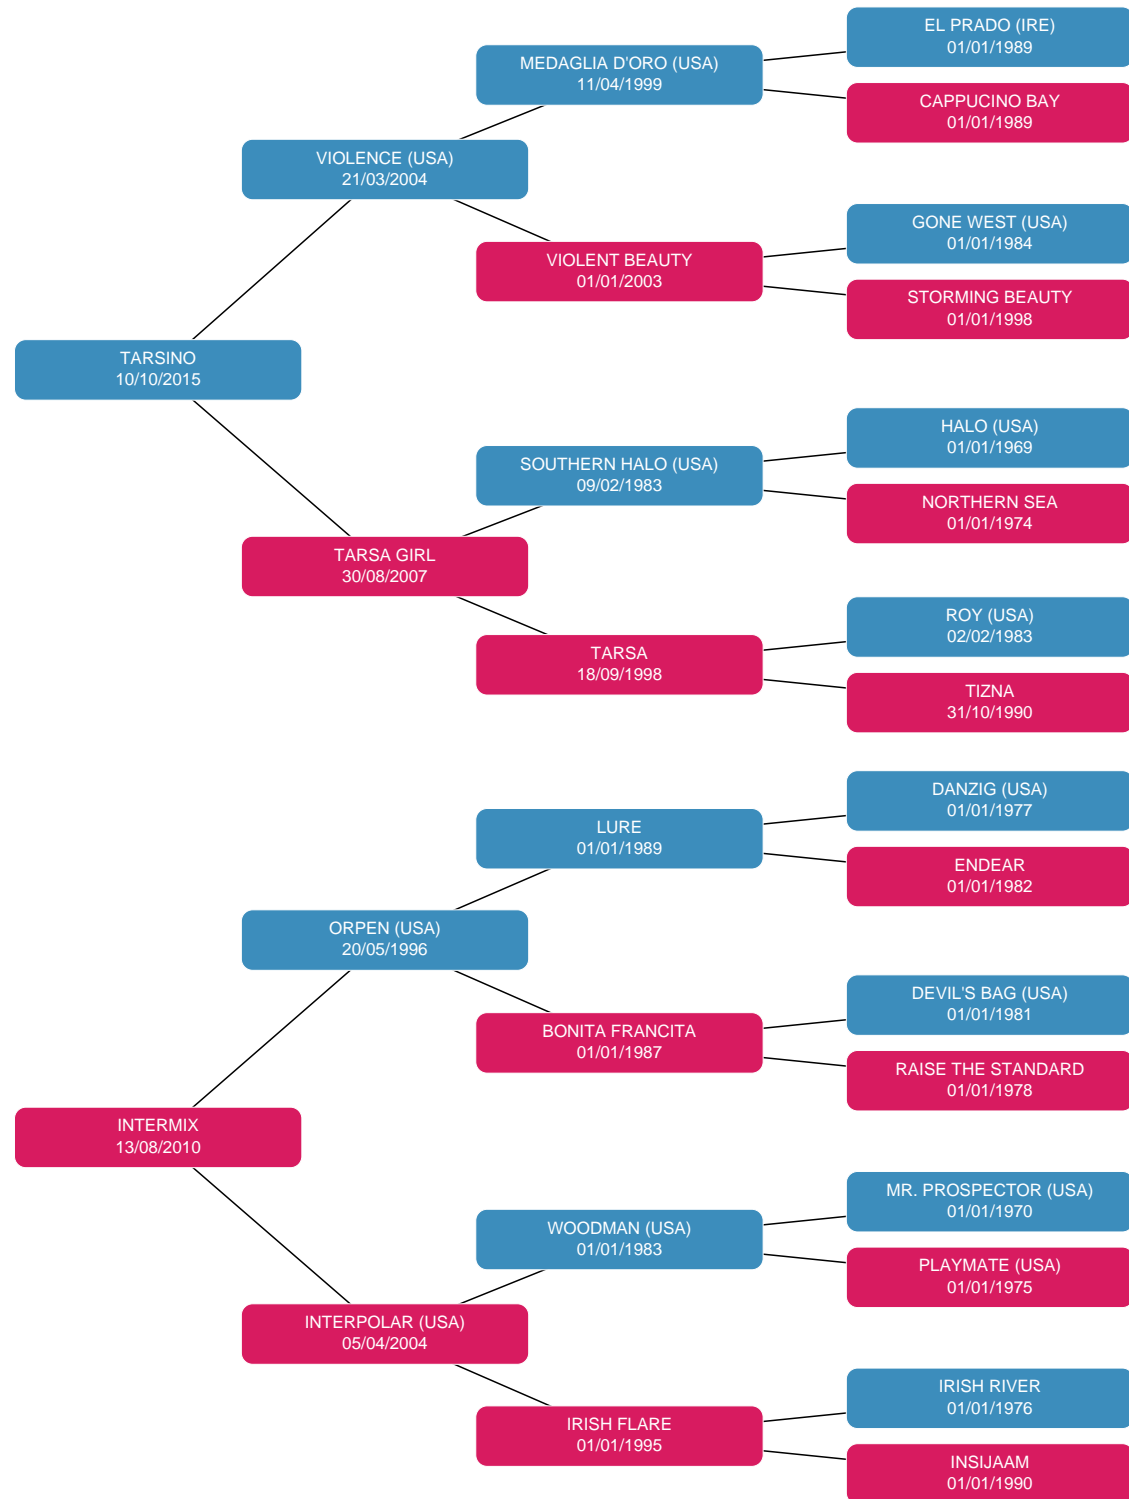 EL PRADO (IRE)
01/01/1989
MEDAGLIA D'ORO (USA)
11/04/1999
CAPPUCINO BAY
01/01/1989
VIOLENCE (USA)
21/03/2004
GONE WEST (USA)
01/01/1984
VIOLENT BEAUTY
01/01/2003
STORMING BEAUTY
01/01/1998
TARSINO
10/10/2015
HALO (USA)
01/01/1969
SOUTHERN HALO (USA)
09/02/1983
NORTHERN SEA
01/01/1974
TARSA GIRL
30/08/2007
ROY (USA)
02/02/1983
TARSA
18/09/1998
TIZNA
31/10/1990
DANZIG (USA)
01/01/1977
LURE
01/01/1989
ENDEAR
01/01/1982
ORPEN (USA)
20/05/1996
DEVIL'S BAG (USA)
01/01/1981
BONITA FRANCITA
01/01/1987
RAISE THE STANDARD
01/01/1978
INTERMIX
13/08/2010
MR. PROSPECTOR (USA)
01/01/1970
WOODMAN (USA)
01/01/1983
PLAYMATE (USA)
01/01/1975
INTERPOLAR (USA)
05/04/2004
IRISH RIVER
01/01/1976
IRISH FLARE
01/01/1995
INSIJAAM
01/01/1990